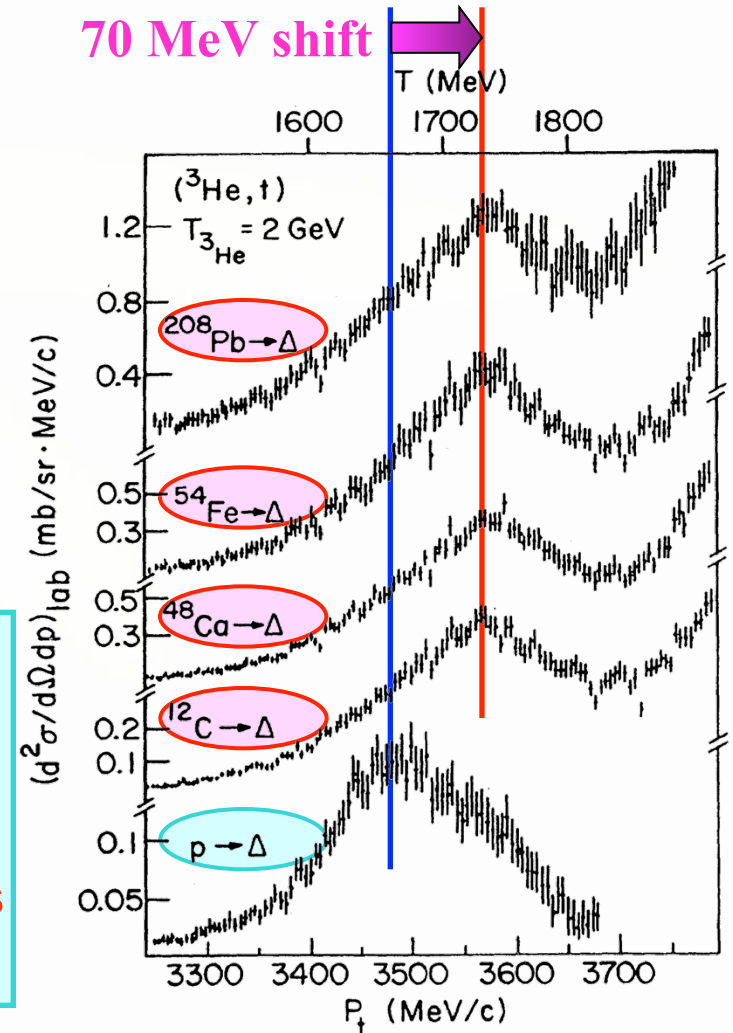 70 MeV shift
T (MeV)
1600 1700 1800
(³He, t)
T₃He = 2 GeV
1.2
0.8
²⁰⁸Pb → Δ
0.4
0.5
⁵⁴Fe → Δ
0.3
0.5
⁴⁸Ca → Δ
0.3
¹²C → Δ
0.2
0.1
p → Δ
0.1
0.05
(d²σ/dΩdp)lab (mb/sr·MeV/c)
s
3300 3400 3500 3600 3700
Pt (MeV/c)